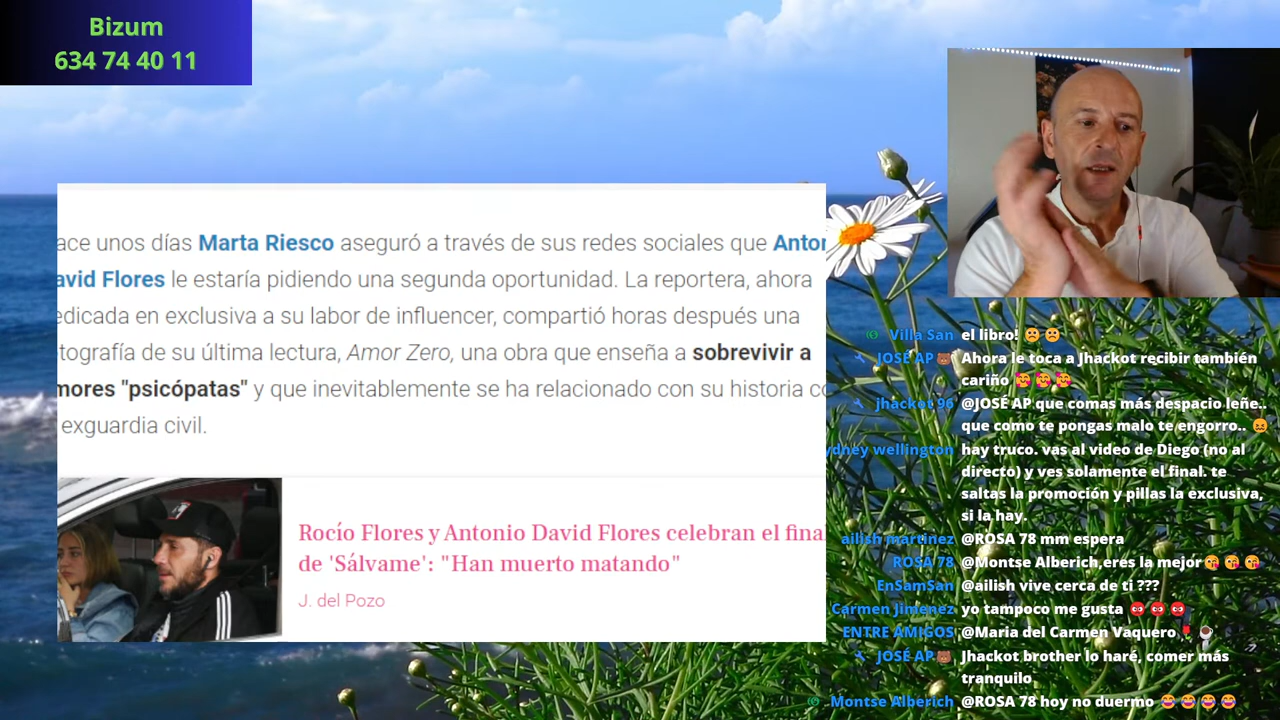 Bizum
634 74 40 11
ace unos días Marta Riesco aseguró a través de sus redes sociales que Anton
avid Flores le estaría pidiendo una segunda oportunidad. La reportera, ahora
edicada en exclusiva a su labor de influencer, compartió horas después una
tografía de su última lectura, Amor Zero, una obra que enseña a sobrevivir a
mores "psicópatas" y que inevitablemente se ha relacionado con su historia co
exguardia civil.
Rocío Flores y Antonio David Flores celebran el fina
de 'Sálvame': "Han muerto matando"
J. del Pozo
Villa San el libro! ☹️ ☹️
JOSÉ AP🐻 Ahora le toca a Jhackot recibir también
cariño 🥰 🥰 🥰
jhackot 96 @JOSÉ AP que comas más despacio leñe..
que como te pongas malo te engorro.. 😖
ydney wellington hay truco. vas al video de Diego (no al
directo) y ves solamente el final. te
saltas la promoción y pillas la exclusiva,
si la hay.
ailish martinez @ROSA 78 mm espera
ROSA 78 @Montse Alberich eres la mejor 😘 😘 😘
EnSamSan @ailish vive cerca de ti ???
Carmen Jimenez yo tampoco me gusta
ENTRE AMIGOS @Maria del Carmen Vaquero🌹
JOSÉ AP🐻 Jhackot brother lo haré, comer más
tranquilo
Montse Alberich @ROSA 78 hoy no duermo 😂 😂 😂 😂